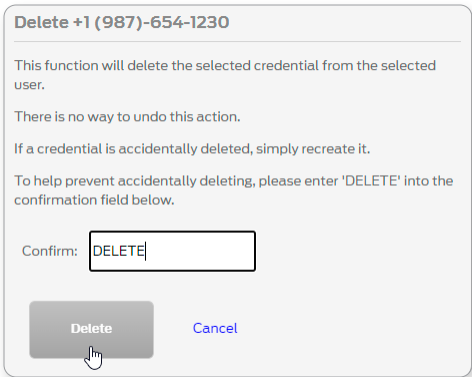 Delete +1 (987)-654-1230
This function will delete the selected credential from the selected
user.
There is no way to undo this action.
If a credential is accidentally deleted, simply recreate it.
To help prevent accidentally deleting, please enter 'DELETE' into the
confirmation field below.
Confirm: DELETE
Delete Cancel